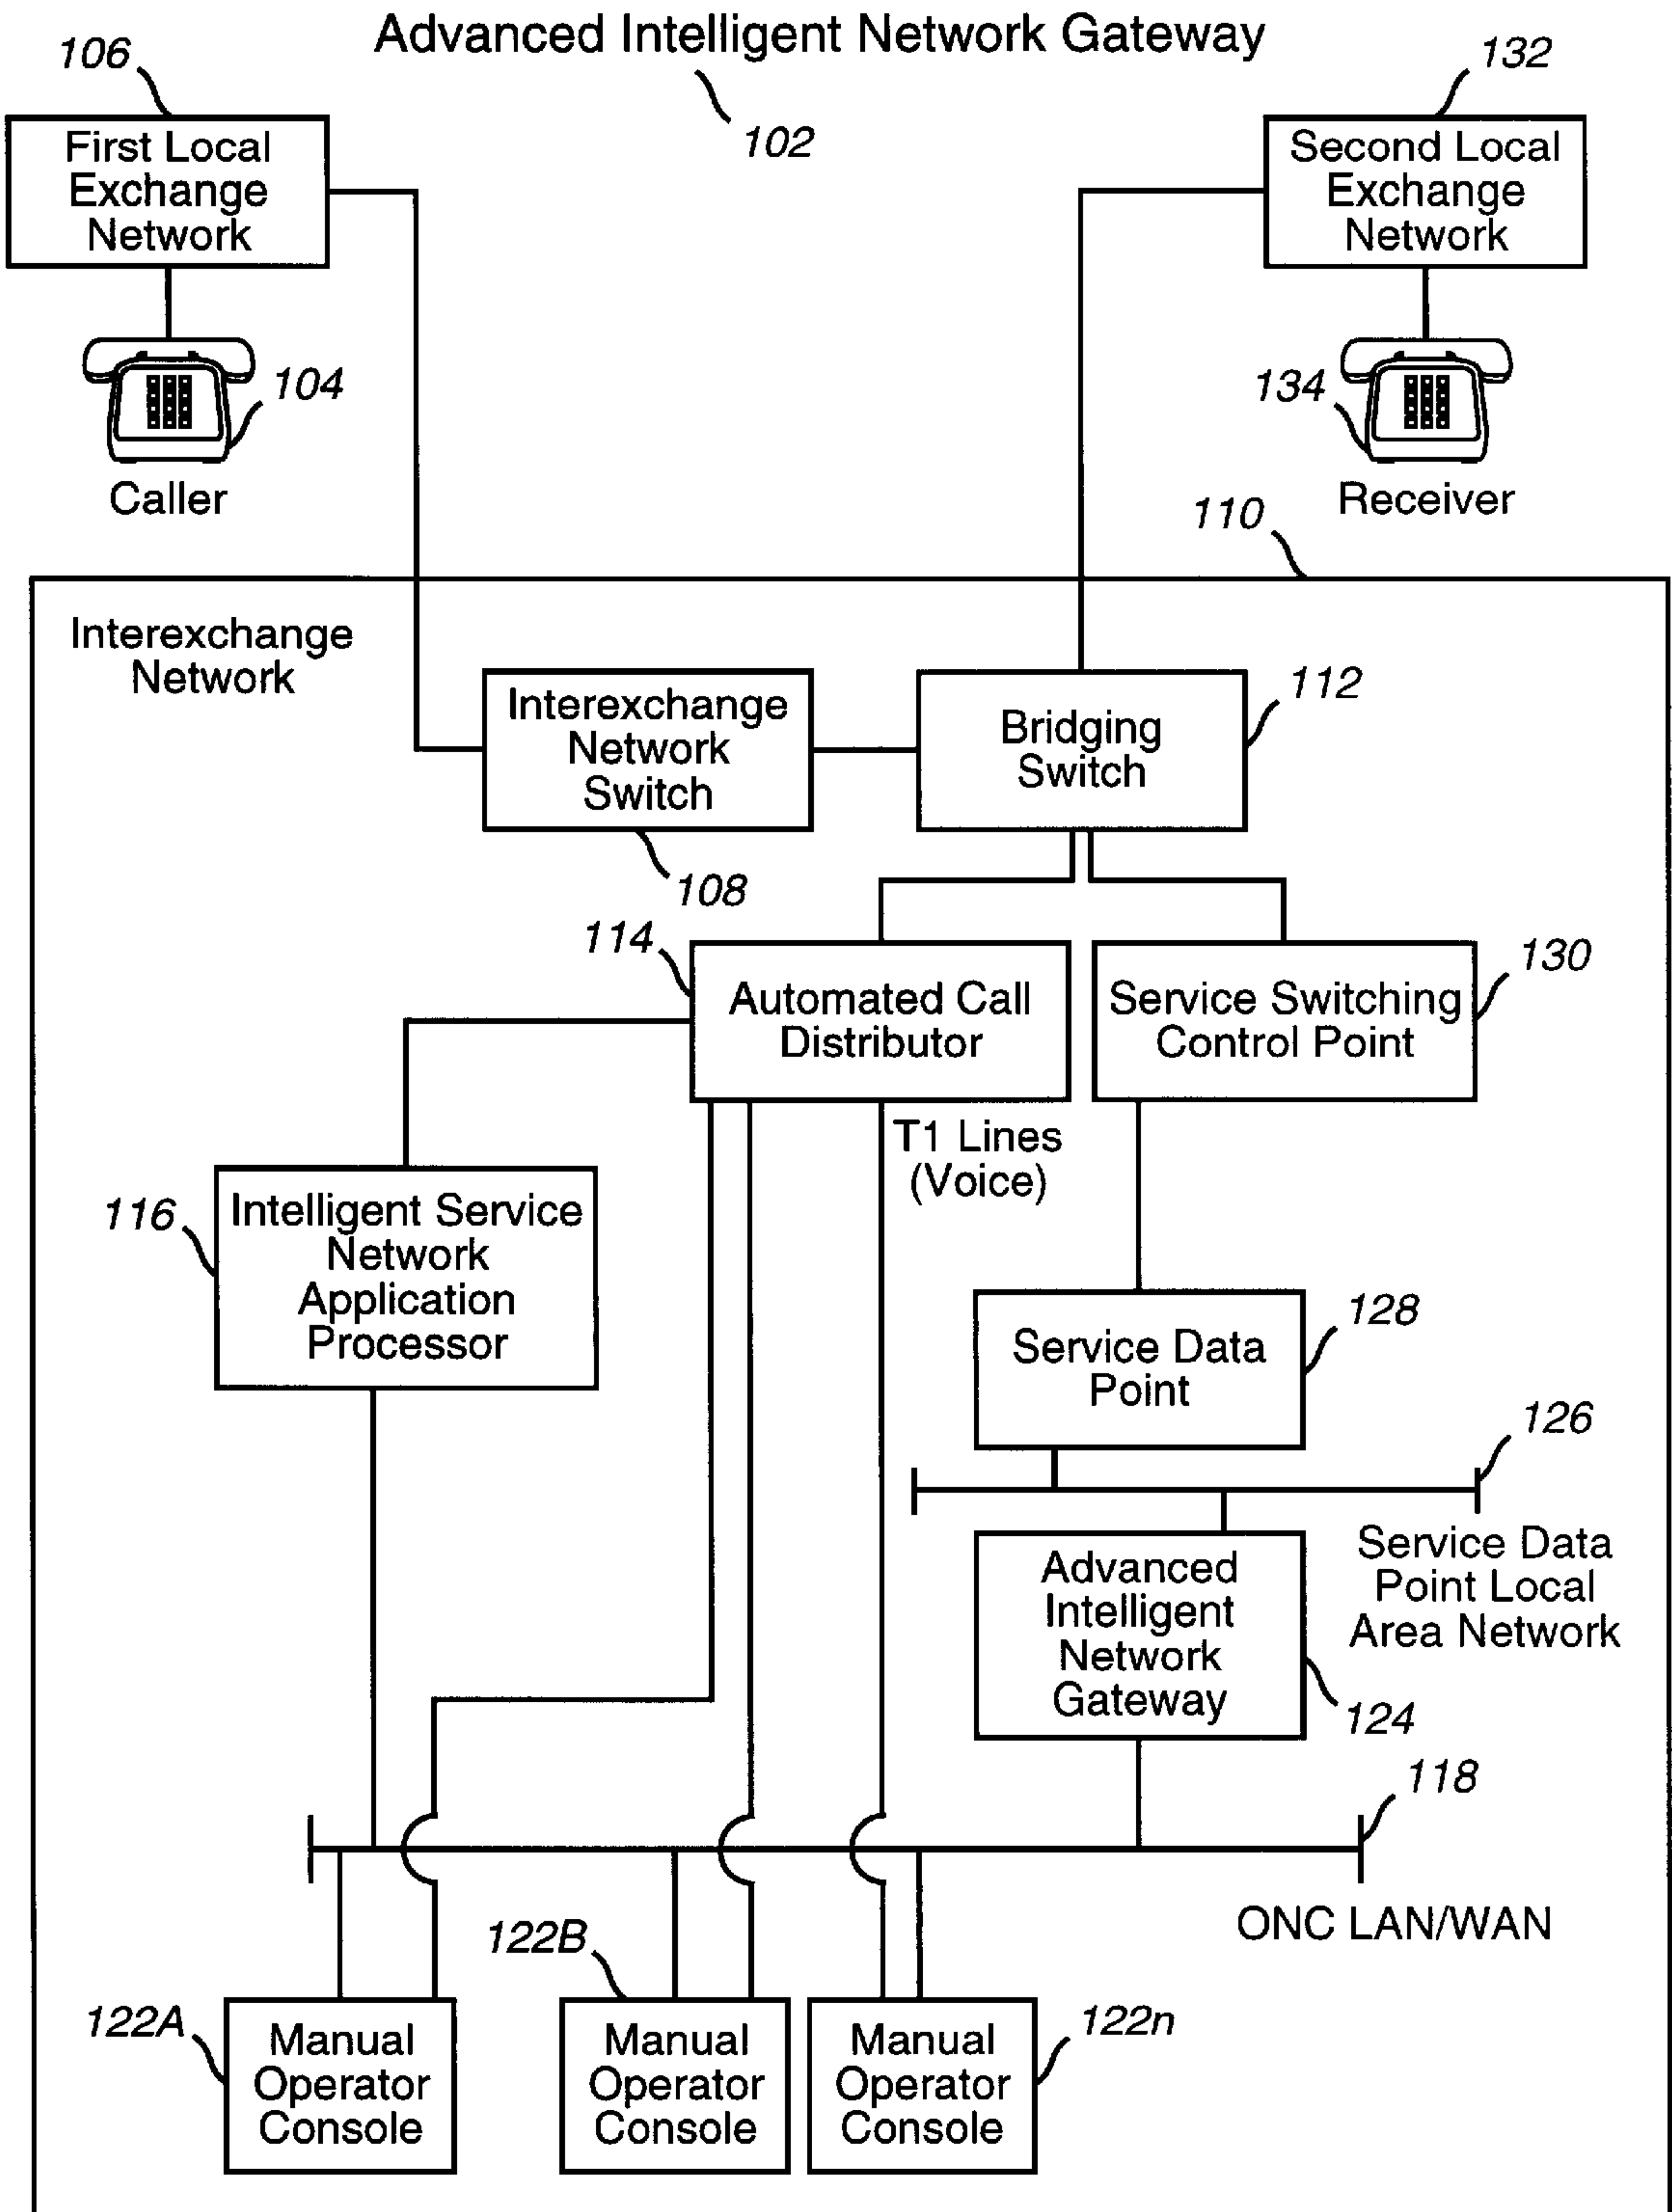 Advanced Intelligent Network Gateway
106
132
102
First Local
Exchange
Network
Second Local
Exchange
Network
104
134
Caller
Receiver
110
Interexchange
Network
Interexchange
Network
Switch
Bridging
Switch
112
108
114
Automated Call
Distributor
Service Switching
Control Point
130
T1 Lines
(Voice)
116
Intelligent Service
Network
Application
Processor
Service Data
Point
128
126
Service Data
Point Local
Area Network
Advanced
Intelligent
Network
Gateway
124
118
ONC LAN/WAN
122A
Manual
Operator
Console
122B
Manual
Operator
Console
Manual
Operator
Console
122n